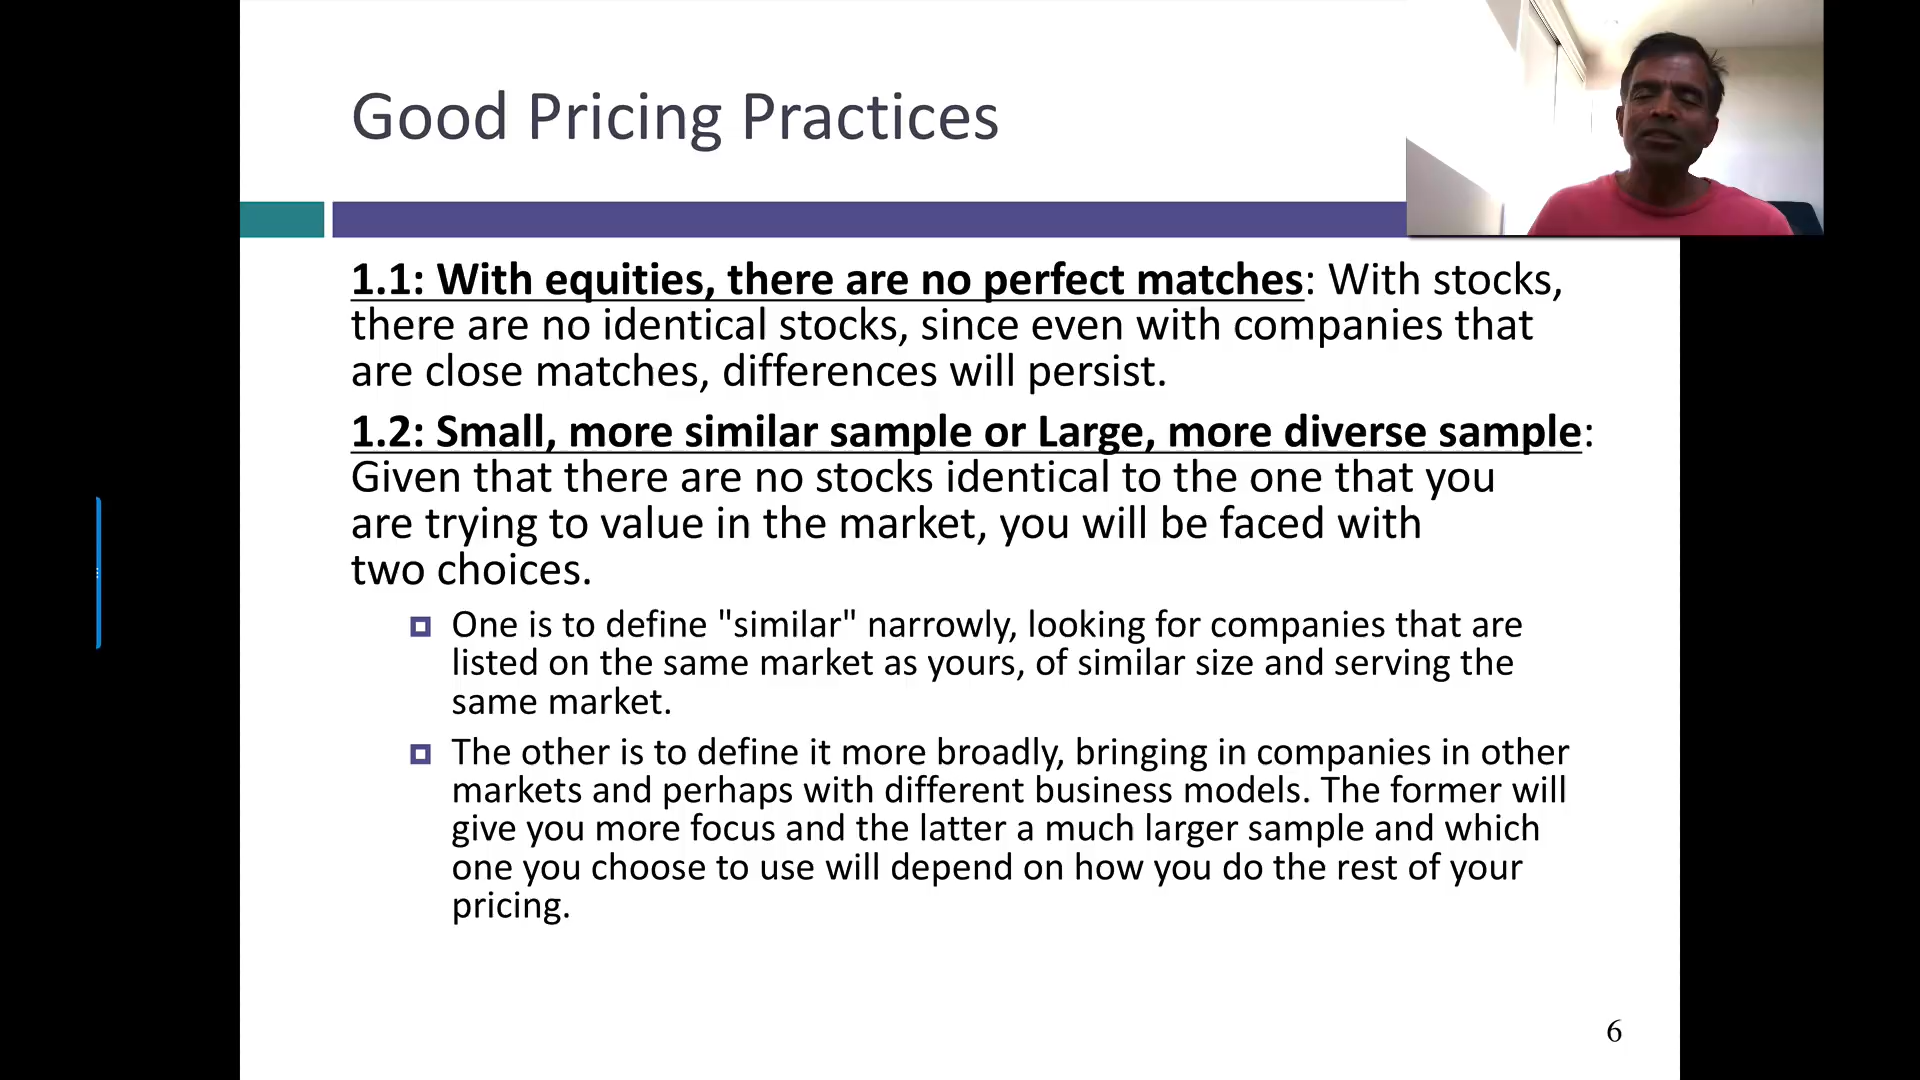 Good Pricing Practices
1.1: With equities, there are no perfect matches: With stocks,
there are no identical stocks, since even with companies that
are close matches, differences will persist.
1.2: Small, more similar sample or Large, more diverse sample:
Given that there are no stocks identical to the one that you
are trying to value in the market, you will be faced with
two choices.
One is to define "similar" narrowly, looking for companies that are
listed on the same market as yours, of similar size and serving the
same market.
The other is to define it more broadly, bringing in companies in other
markets and perhaps with different business models. The former will
give you more focus and the latter a much larger sample and which
one you choose to use will depend on how you do the rest of your
pricing.
6